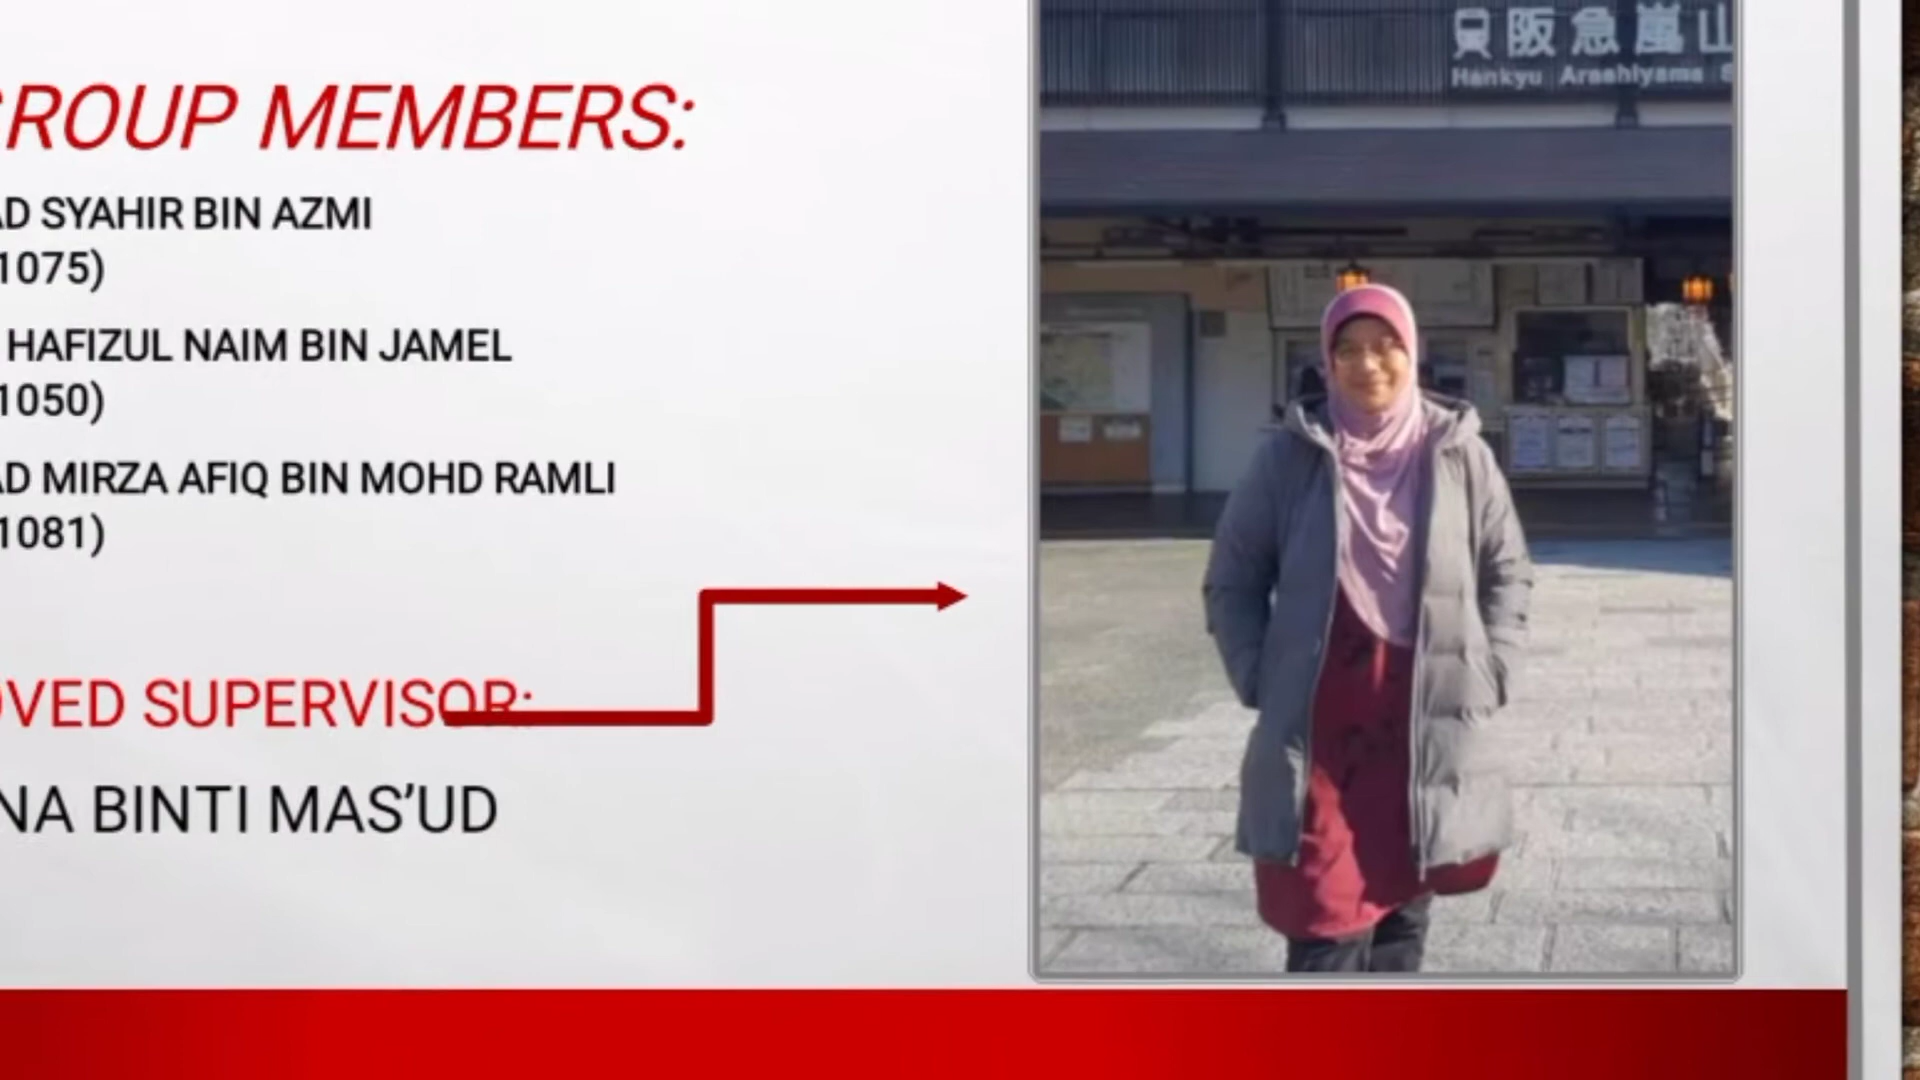 ROUP MEMBERS:
AD SYAHIR BIN AZMI
1075)
HAFIZUL NAIM BIN JAMEL
1050)
AD MIRZA AFIQ BIN MOHD RAMLI
1081)
OVED SUPERVISOR:
NA BINTI MAS’UD
阪急嵐山
Hankyu Arashiyama S